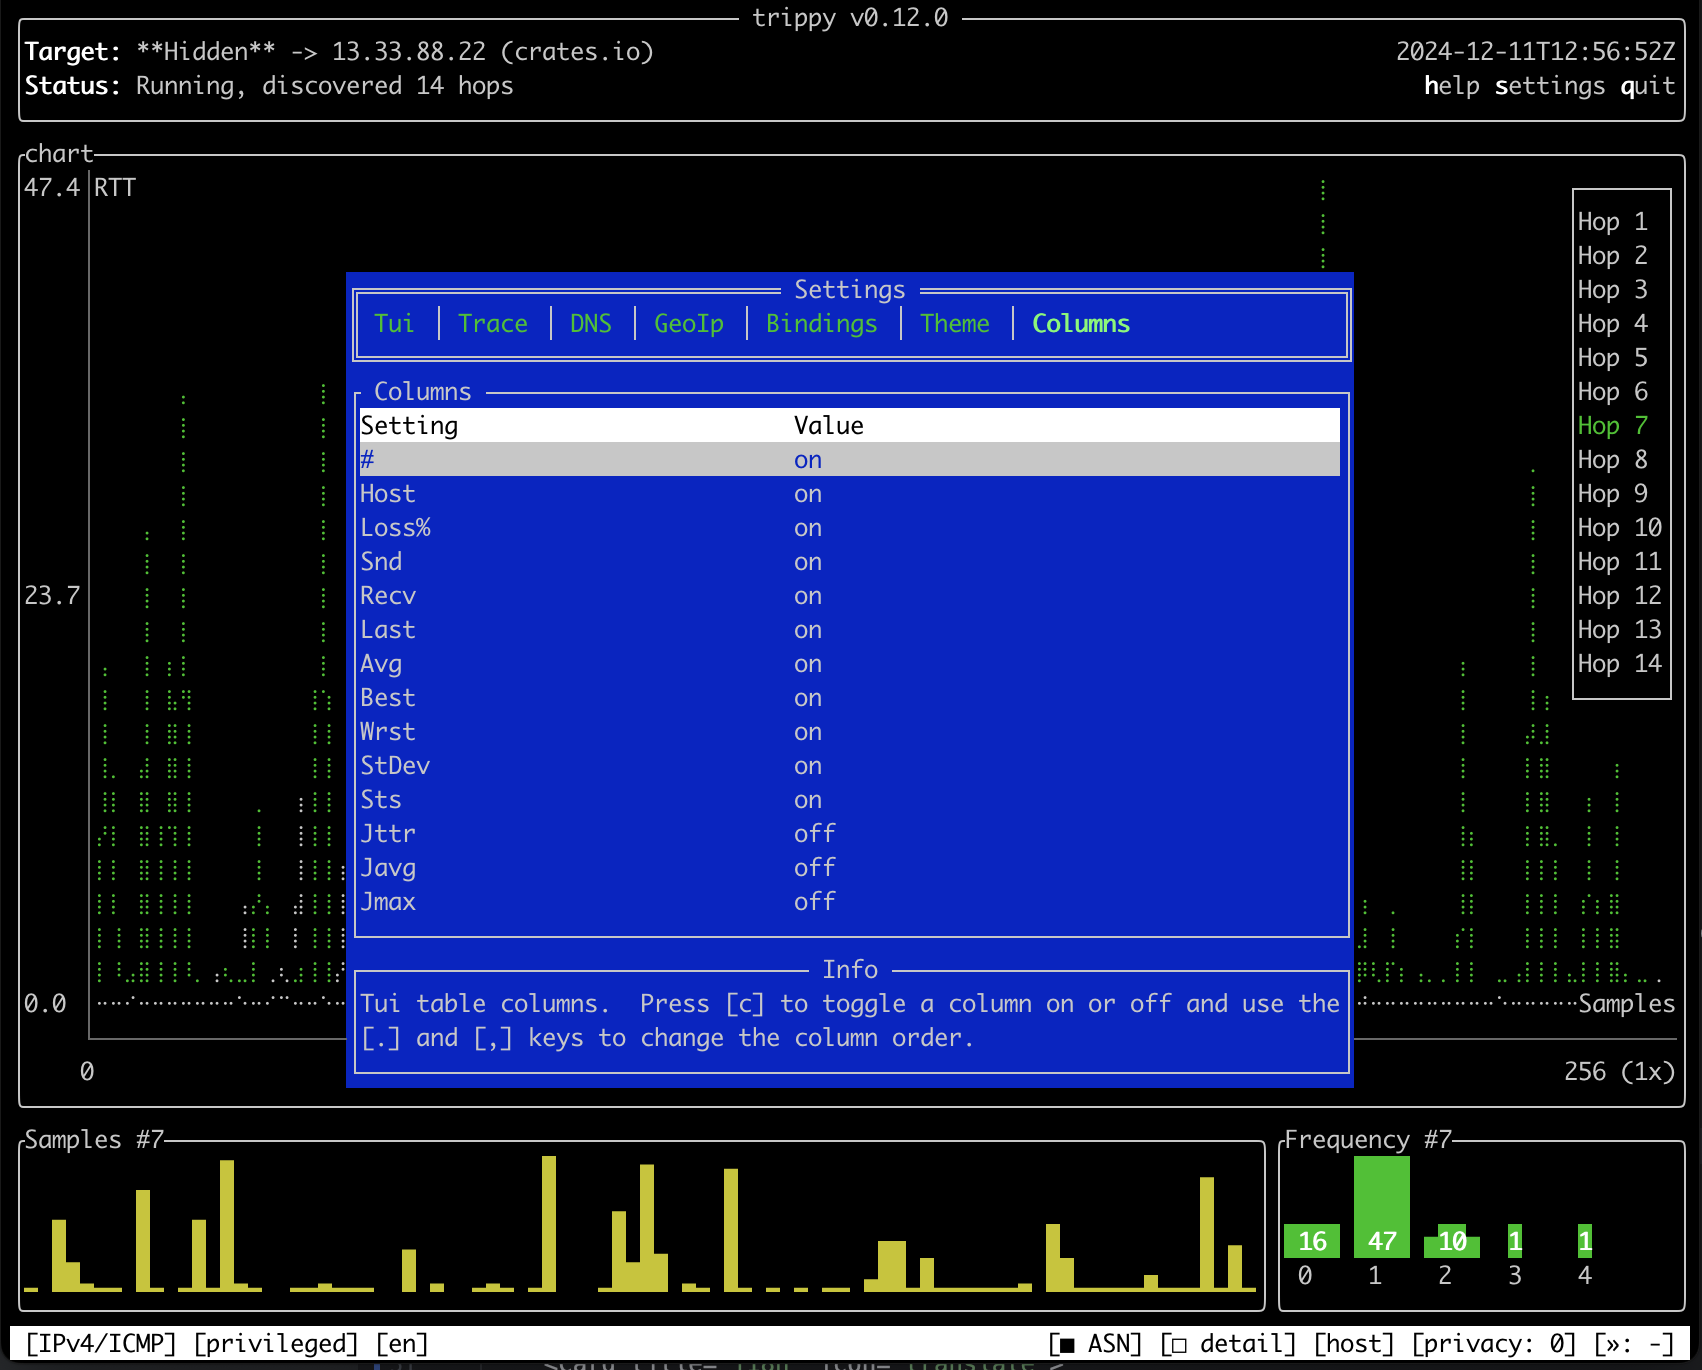 trippy v0.12.0
Target: **Hidden** -> 13.33.88.22 (crates.io) 2024-12-11T12:56:52Z
Status: Running, discovered 14 hops help settings quit
chart
47.4 RTT
23.7
0.0 Samples
0 256 (1x)
Hop 1
Hop 2
Hop 3
Hop 4
Hop 5
Hop 6
Hop 7
Hop 8
Hop 9
Hop 10
Hop 11
Hop 12
Hop 13
Hop 14
Settings
Tui | Trace | DNS | GeoIp | Bindings | Theme | Columns
Columns
Setting Value
# on
Host on
Loss% on
Snd on
Recv on
Last on
Avg on
Best on
Wrst on
StDev on
Sts on
Jttr off
Javg off
Jmax off
Info
Tui table columns.  Press [c] to toggle a column on or off and use the
[.] and [,] keys to change the column order.
Samples #7
Frequency #7
16 47 10 1 1
0 1 2 3 4
[IPv4/ICMP] [privileged] [en] [■ ASN] [□ detail] [host] [privacy: 0] [»: -]